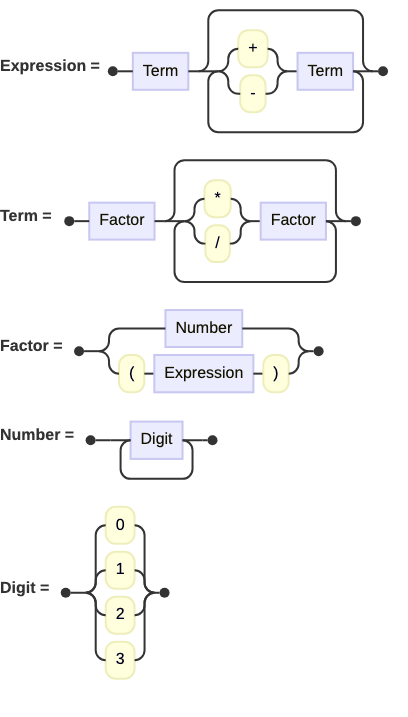 +
Expression = Term Term
-
*
Term = Factor Factor
/
Number
Factor =
( Expression )
Number = Digit
0
1
Digit =
2
3